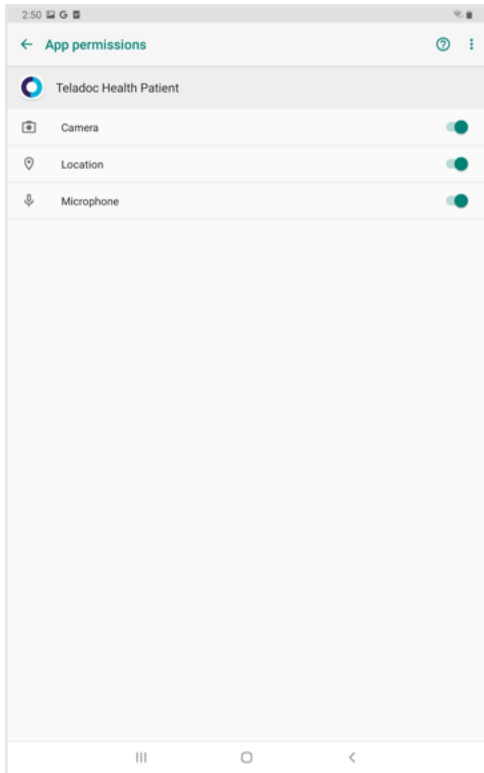 2:50 G
App permissions
Teladoc Health Patient
Camera
Location
Microphone